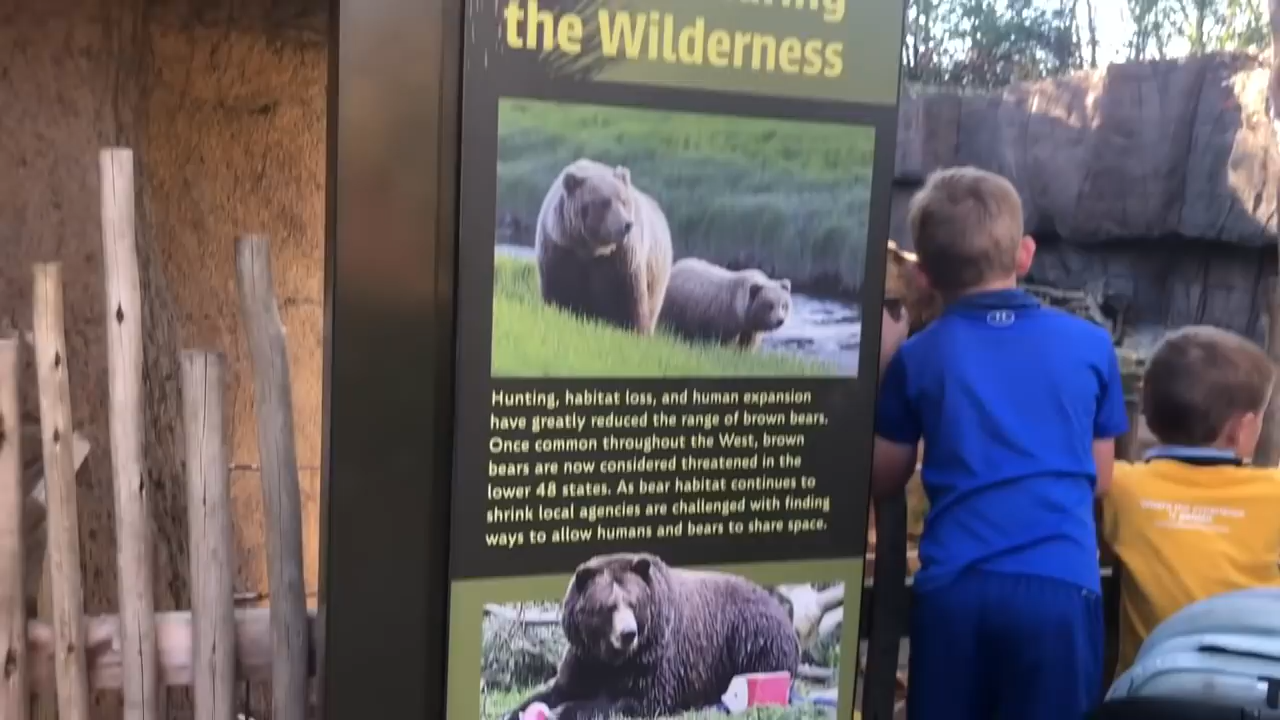 the Wilderness
Hunting, habitat loss, and human expansion
have greatly reduced the range of brown bears.
Once common throughout the West, brown
bears are now considered threatened in the
lower 48 states. As bear habitat continues to
shrink local agencies are challenged with finding
ways to allow humans and bears to share space.